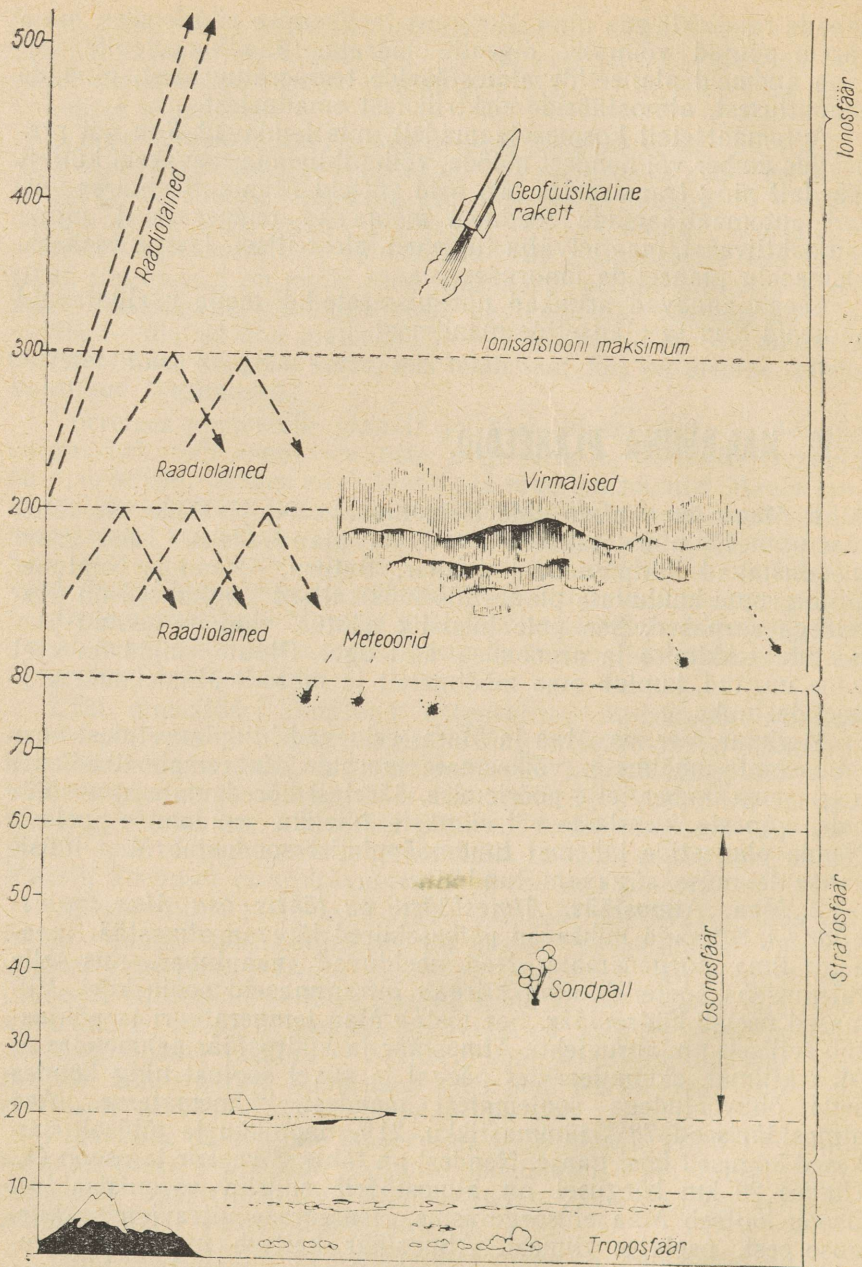 500
Ionosfäär
400
Raadiolained
Geofüüsikaline
rakett
300
Ionisatsiooni maksimum
Raadiolained
Virmalised
200
Raadiolained
Meteoorid
80
70
60
50
40
Sondpall
Osonosfäär
Stratosfäär
30
20
10
Troposfäär